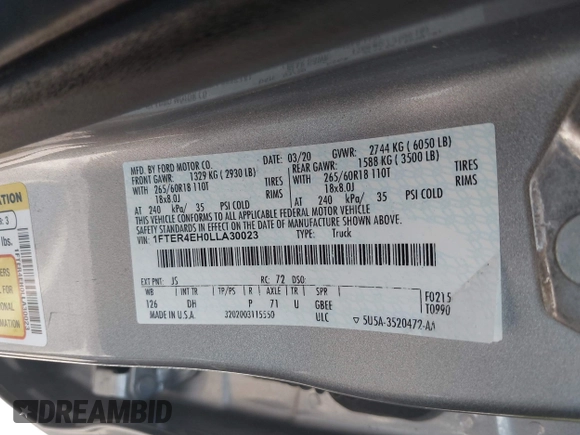 MFD. BY FORD MOTOR CO.
DATE: 03/20
GVWR: 2744 KG ( 6050 LB)
FRONT GAWR: 1329 KG ( 2930 LB)
REAR GAWR: 1588 KG ( 3500 LB)
WITH
265/60R18 110T TIRES
18x8.0J RIMS
AT 240 kPa/ 35 PSI COLD
WITH
265/60R18 110T TIRES
18x8.0J RIMS
AT 240 kPa/ 35 PSI COLD
THIS VEHICLE CONFORMS TO ALL APPLICABLE FEDERAL MOTOR VEHICLE
SAFETY STANDARDS IN EFFECT ON THE DATE OF MANUFACTURE SHOWN ABOVE.
VIN: 1FTER4EH0LLA30023
TYPE: Truck
EXT PNT: JS RC: 72 DSO:
WB INT TR TP/PS R AXLE TR SPR
126 DH P 71 U GBEE
F0215
T0990
MADE IN U.S.A. 3202003115550 ULC
5U5A-3520472-AA
3
lbs.
DREAMBID